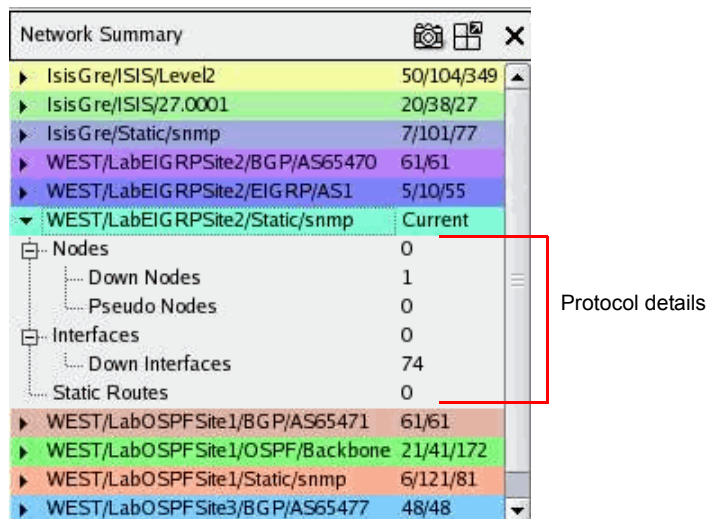 Network Summary
IsisGre/ISIS/Level2 50/104/349
IsisGre/ISIS/27.0001 20/38/27
IsisGre/Static/snmp 7/101/77
WEST/LabEIGRPSite2/BGP/AS65470 61/61
WEST/LabEIGRPSite2/EIGRP/AS1 5/10/55
WEST/LabEIGRPSite2/Static/snmp Current
Nodes 0
Down Nodes 1
Pseudo Nodes 0
Interfaces 0
Down Interfaces 74
Static Routes 0
Protocol details
WEST/LabOSPFSite1/BGP/AS65471 61/61
WEST/LabOSPFSite1/OSPF/Backbone 21/41/172
WEST/LabOSPFSite1/Static/snmp 6/121/81
WEST/LabOSPFSite3/BGP/AS65477 48/48